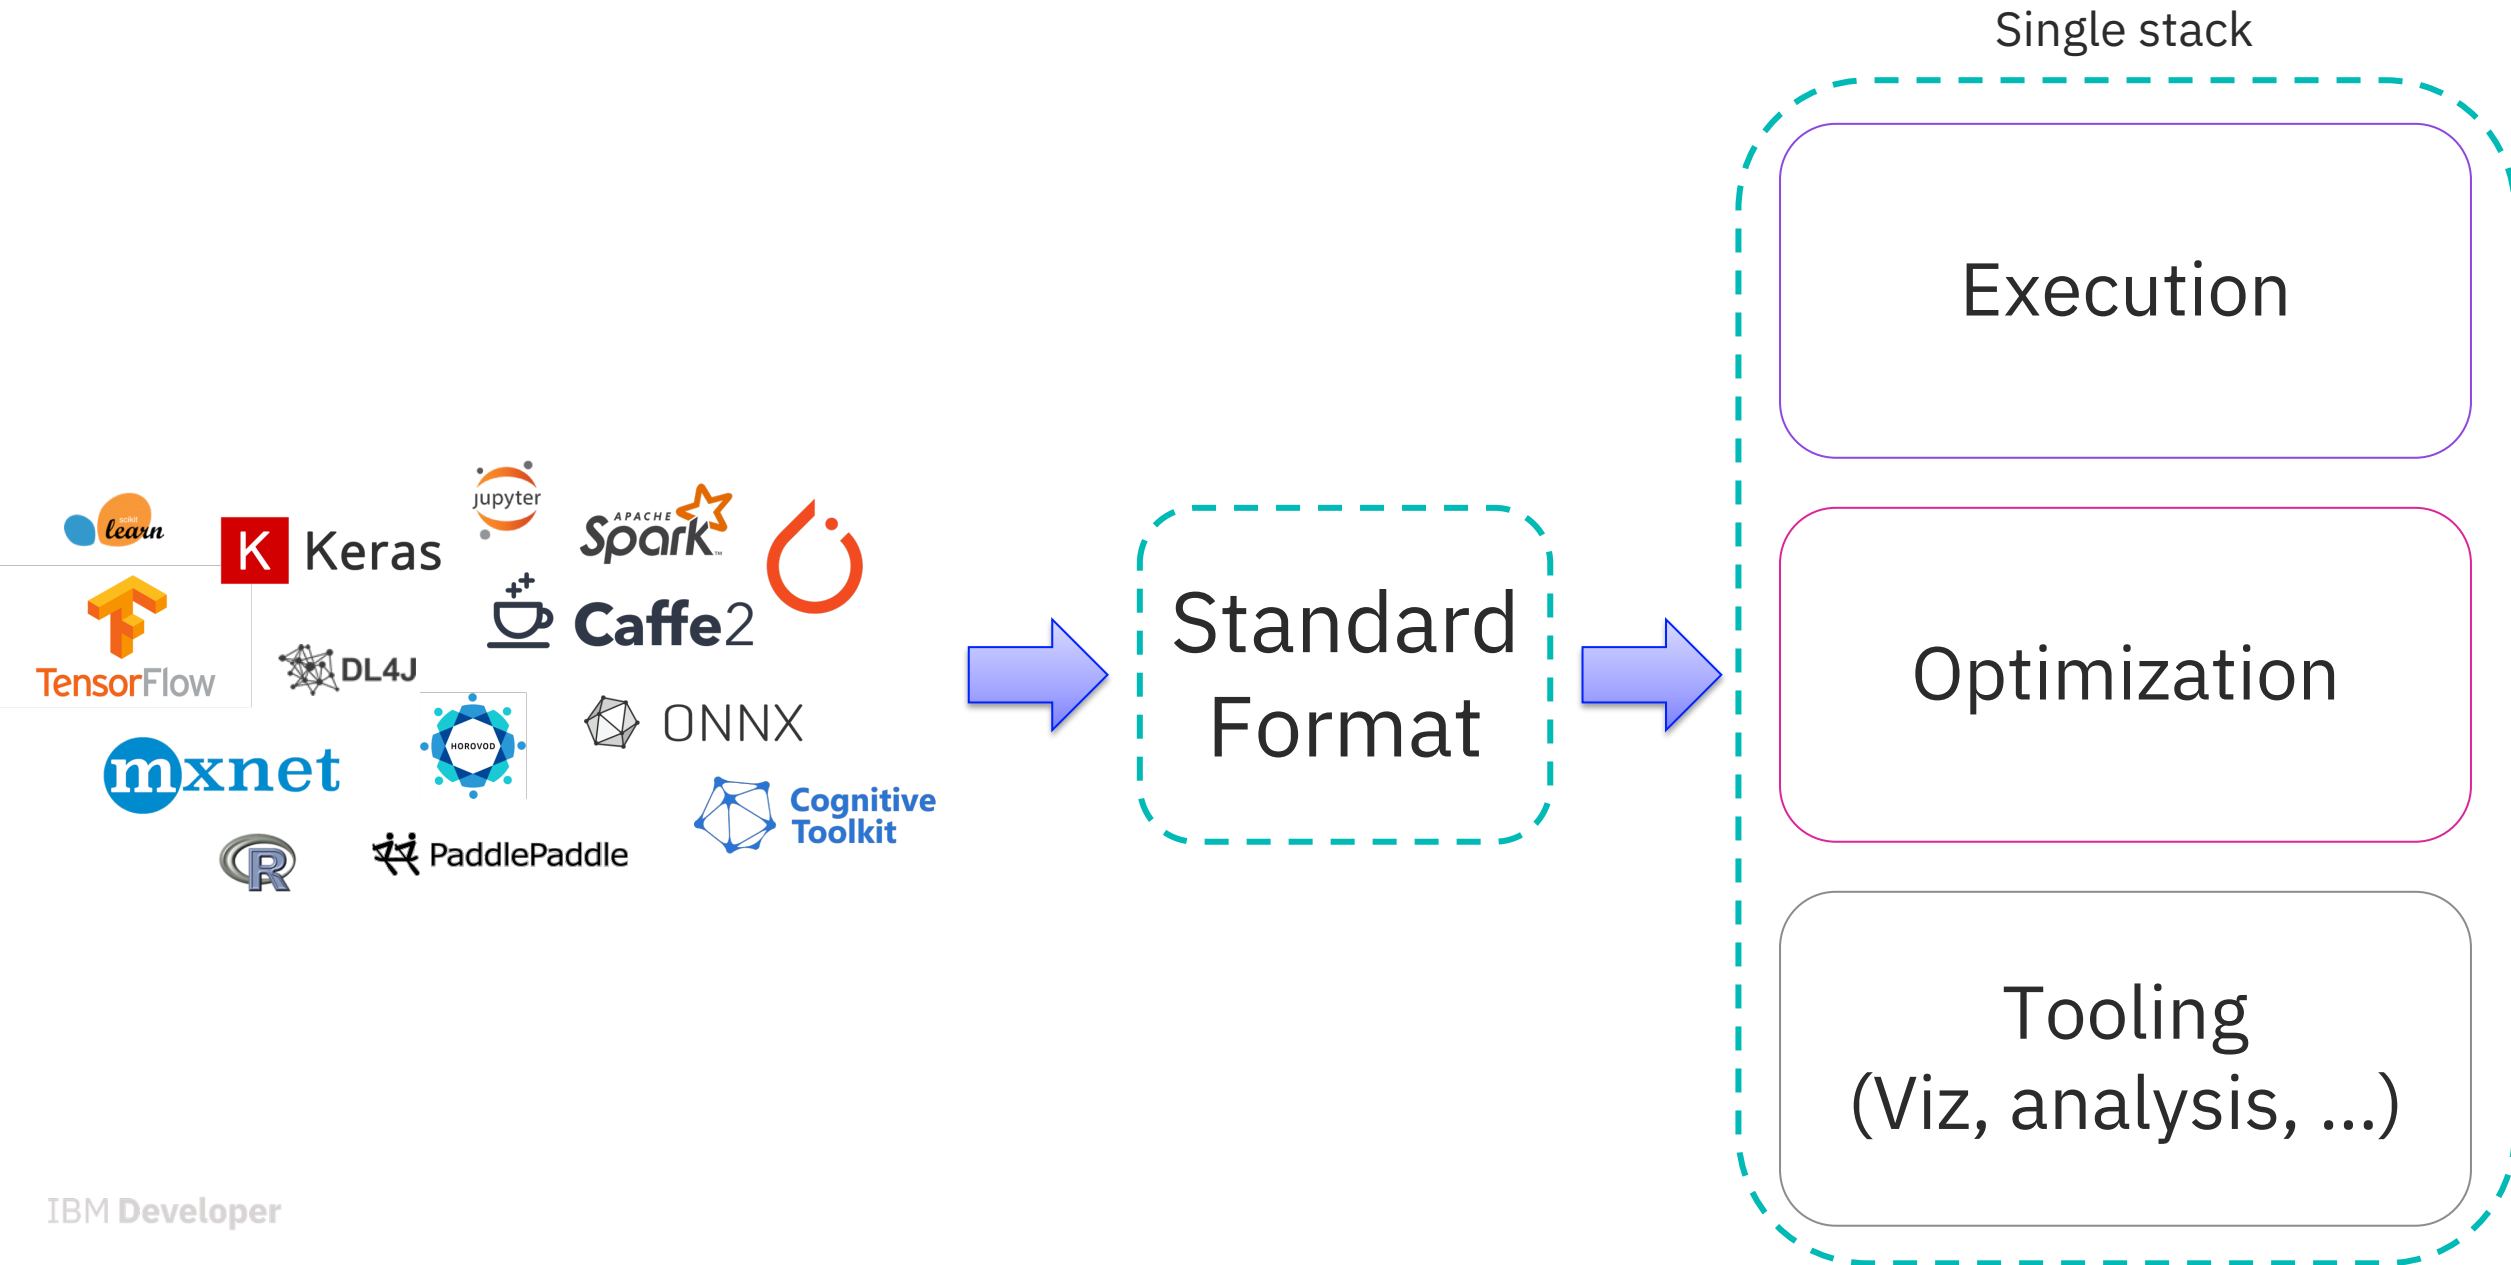 Single stack
Execution
Optimization
Tooling
(Viz, analysis, ...)
Standard
Format
scikit
learn
K Keras
jupyter
APACHE
Spark™
TensorFlow
Caffe2
DL4J
HOROVOD
ONNX
mxnet
Cognitive
Toolkit
R
PaddlePaddle
IBM Developer